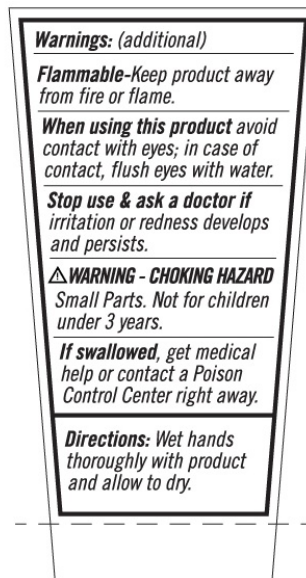 Warnings: (additional)
Flammable-Keep product away
from fire or flame.
When using this product avoid
contact with eyes; in case of
contact, flush eyes with water.
Stop use & ask a doctor if
irritation or redness develops
and persists.
⚠WARNING - CHOKING HAZARD
Small Parts. Not for children
under 3 years.
If swallowed, get medical
help or contact a Poison
Control Center right away.
Directions: Wet hands
thoroughly with product
and allow to dry.